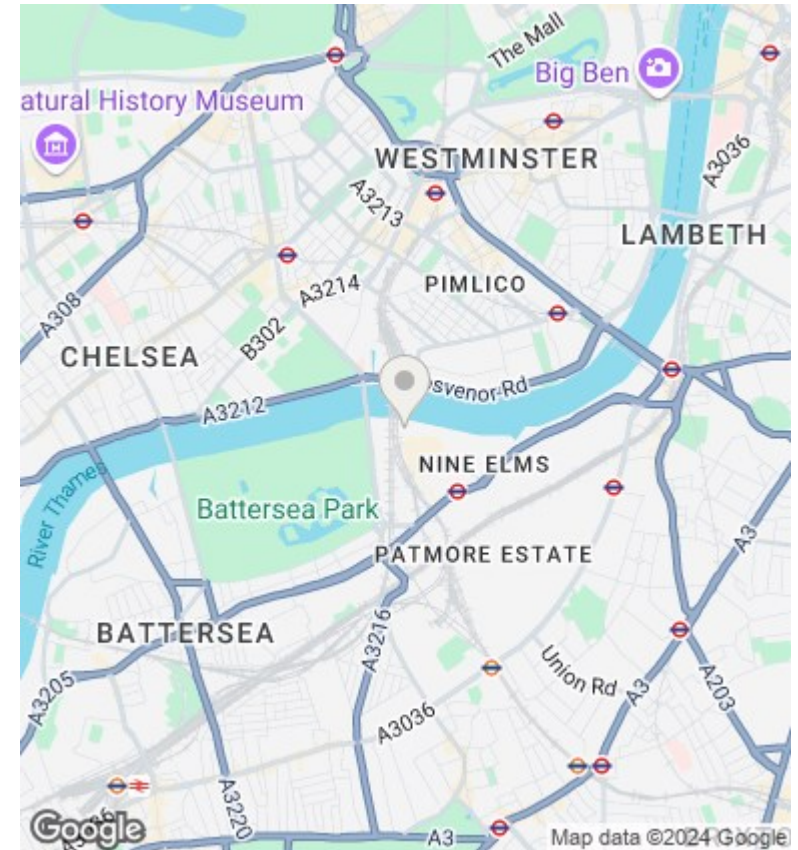 The Mall
Big Ben
atural History Museum
WESTMINSTER
A3036
A3213
LAMBETH
A3214
PIMLICO
A308
B302
CHELSEA
svenor Rd
A3212
NINE ELMS
River Thames
Battersea Park
PATMORE ESTATE
A3
BATTERSEA
A3216
Union Rd
A3205
A3
A203
A3036
A3220
Google
A3
Map data ©2024 Google